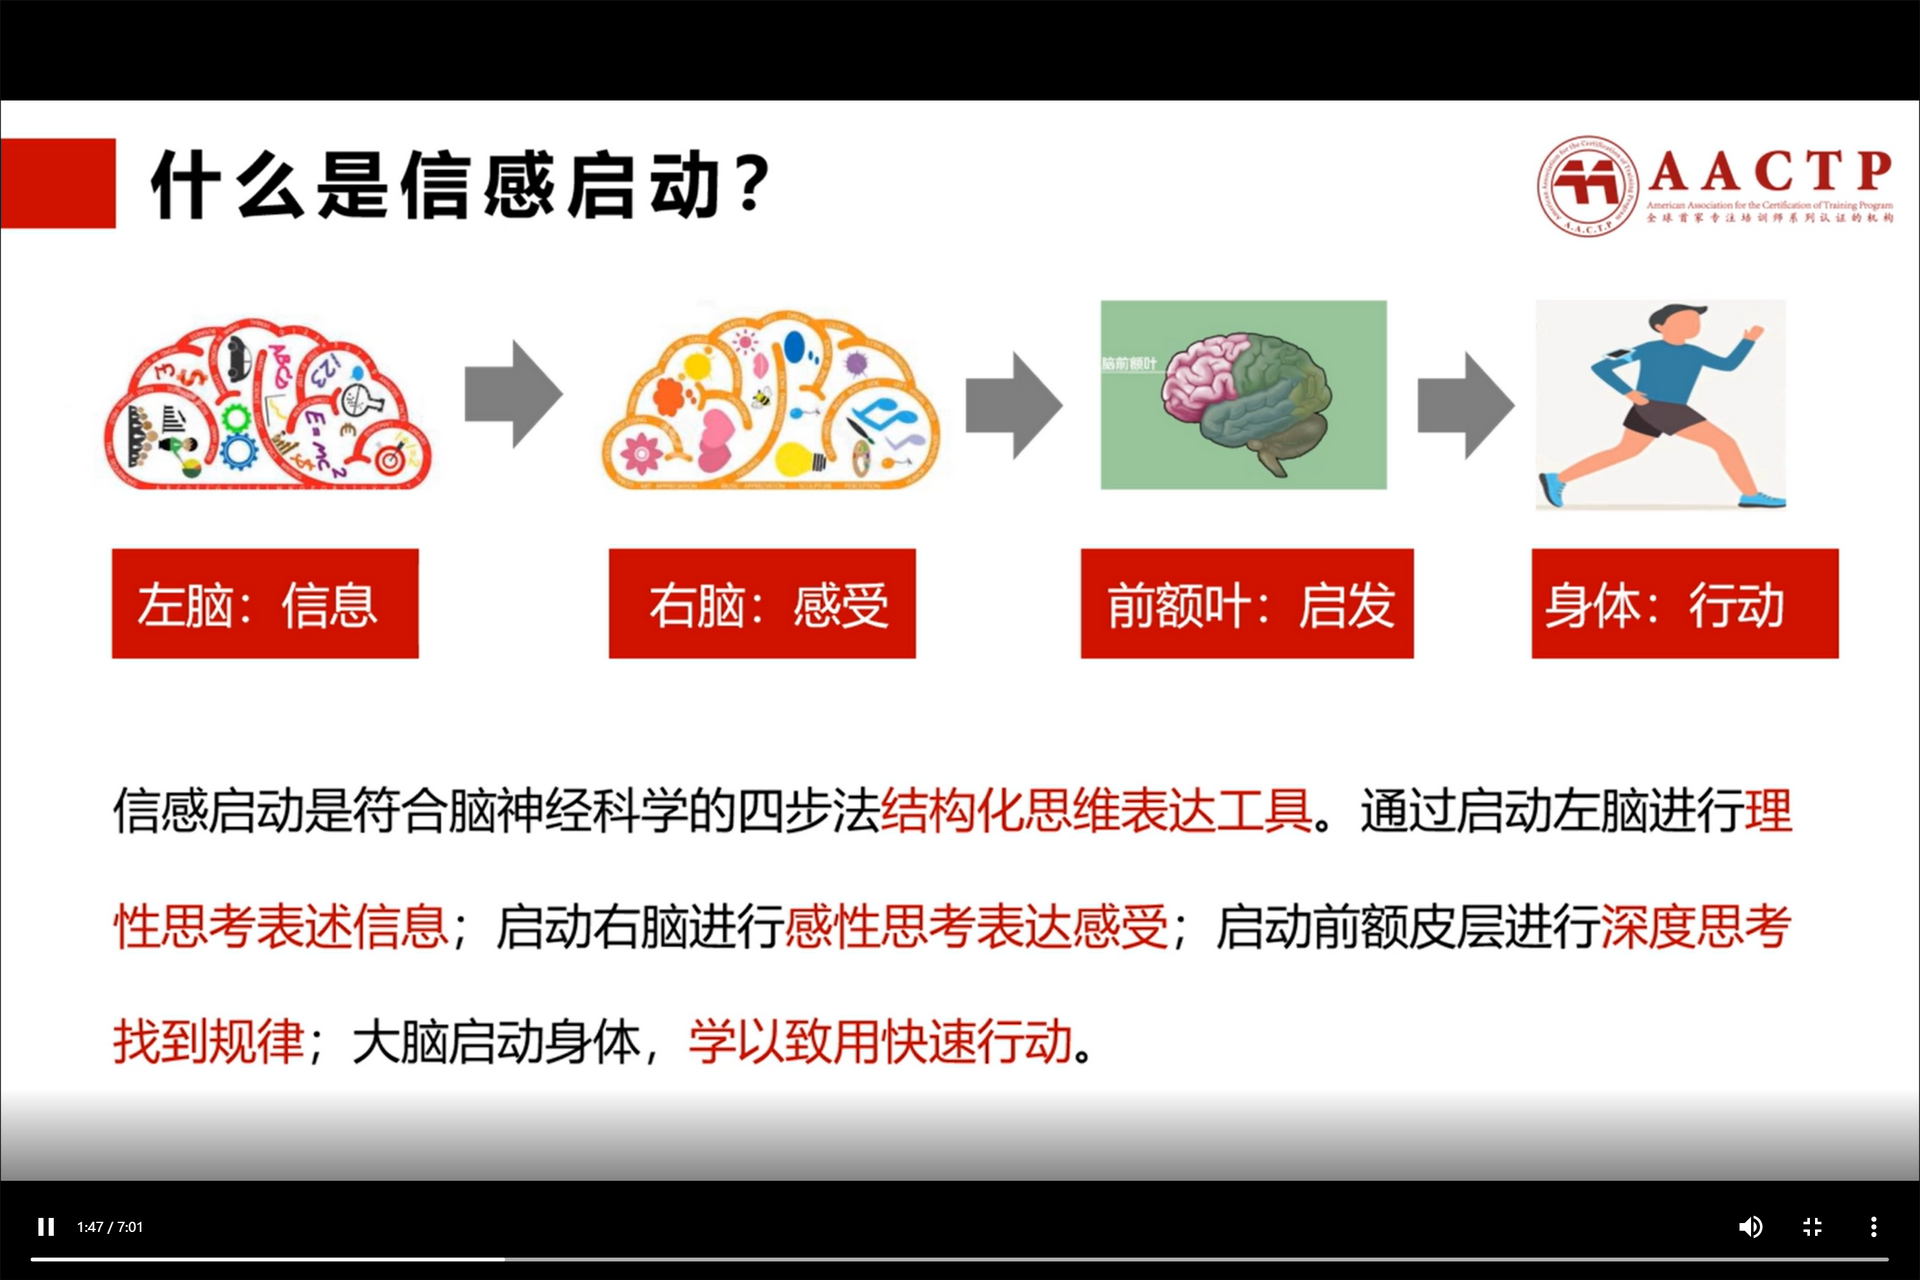 什么是信感启动？
AACTP
American Association for the Certification of Training Program
全球首家专注培训师系列认证的机构
A.A.C.T.P
ABCD
123
E=mc2
脑前额叶
左脑：信息
右脑：感受
前额叶：启发
身体：行动
信感启动是符合脑神经科学的四步法结构化思维表达工具。通过启动左脑进行理
性思考表述信息；启动右脑进行感性思考表达感受；启动前额皮层进行深度思考
找到规律；大脑启动身体，学以致用快速行动。
1:47 / 7:01